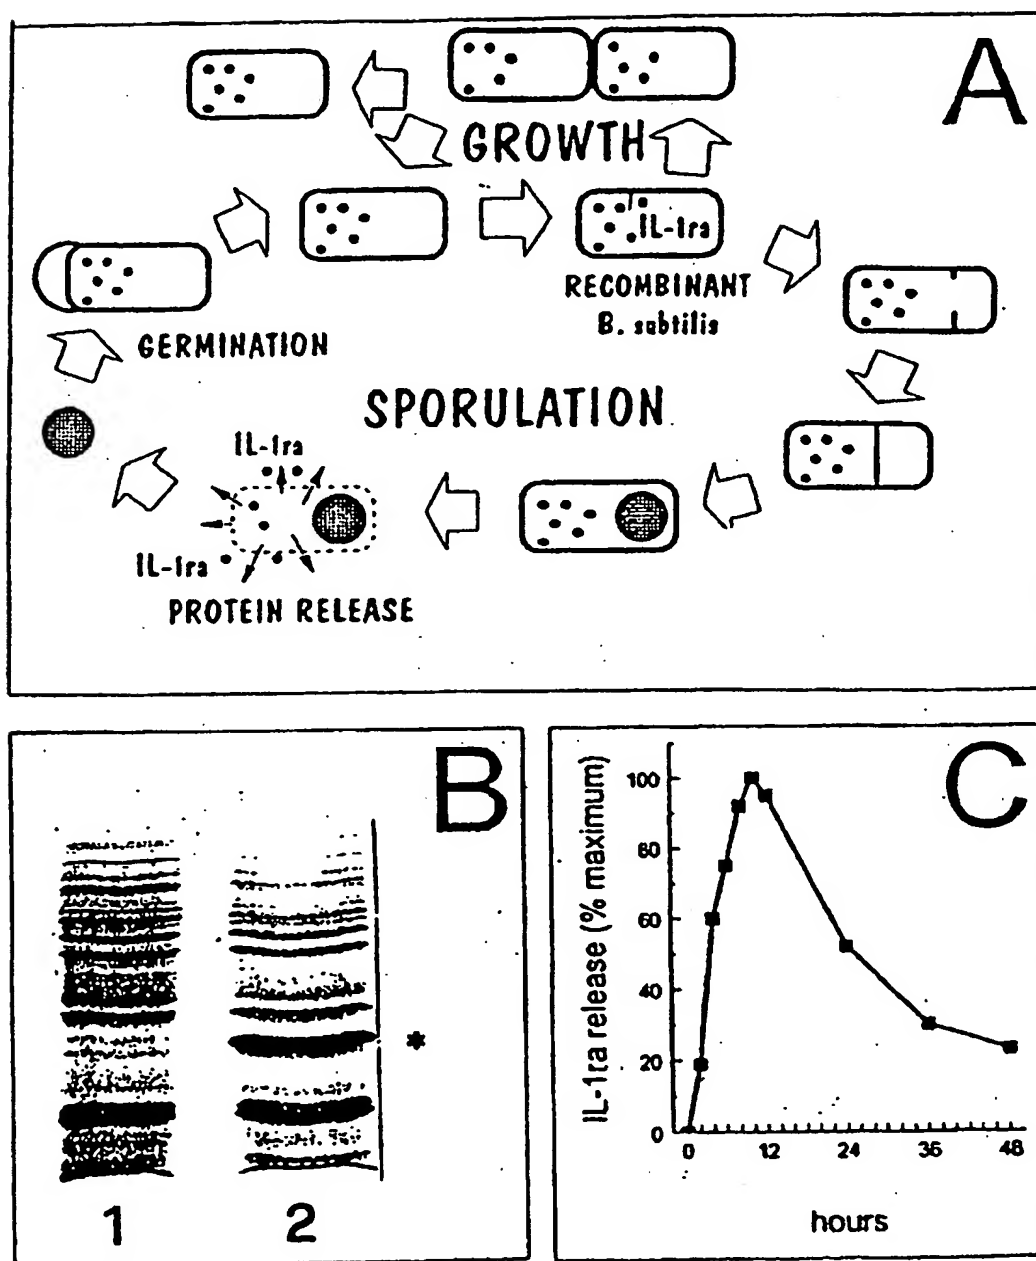 A
GROWTH
IL-1ra
RECOMBINANT
B. subtilis
GERMINATION
SPORULATION
IL-1ra
IL-1ra
PROTEIN RELEASE
B
*
1 2
C
IL-1ra release (% maximum)
100
80
60
40
20
0
0 12 24 36 48
hours